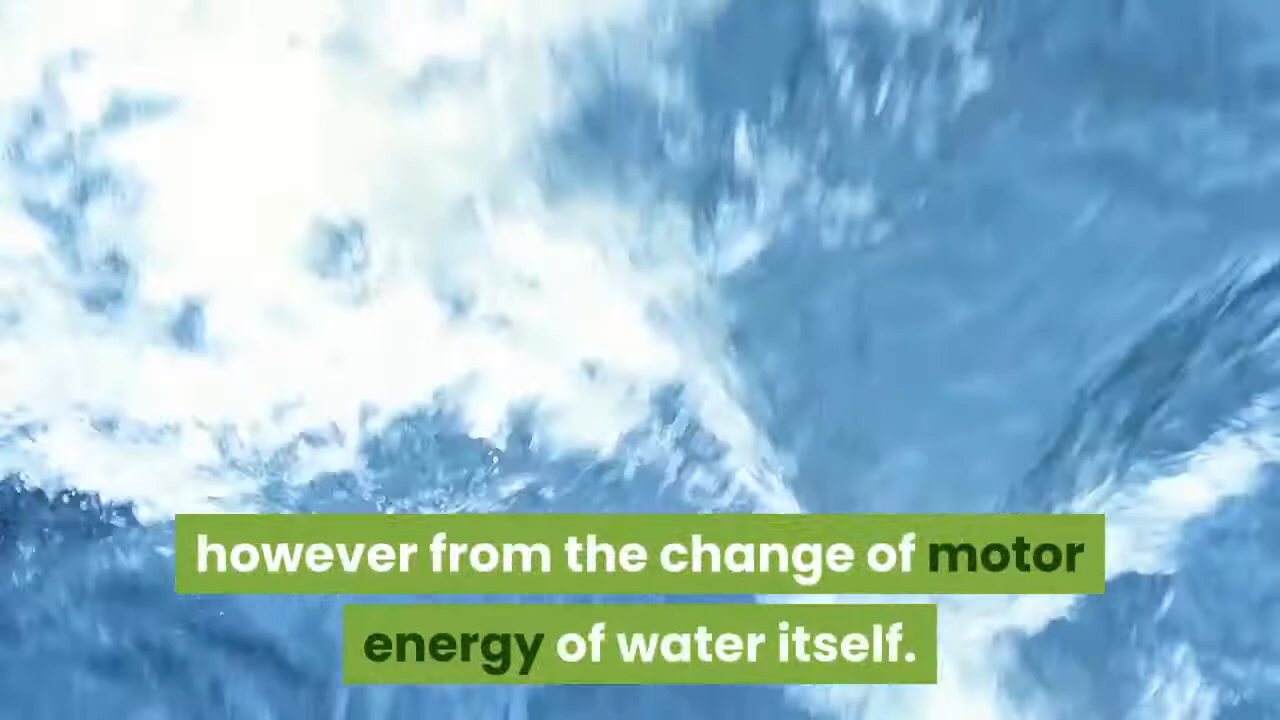 however from the change of motor
energy of water itself.